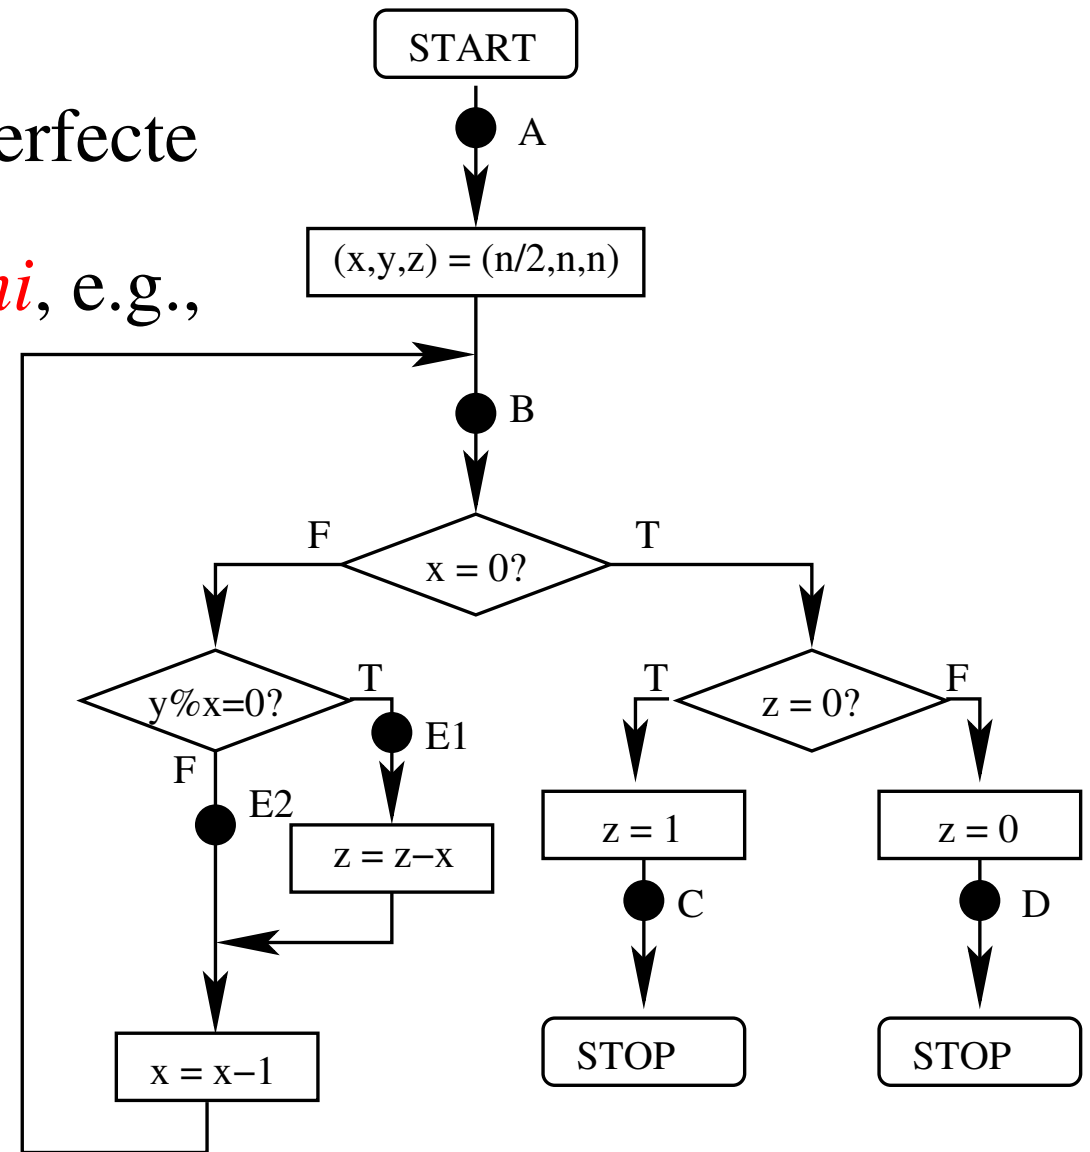 START
A
erfecte
(x,y,z) = (n/2,n,n)
ni, e.g.,
B
F
T
x = 0?
T
T
F
y%x=0?
z = 0?
E1
F
E2
z = 1
z = 0
z = z−x
C
D
x = x−1
STOP
STOP